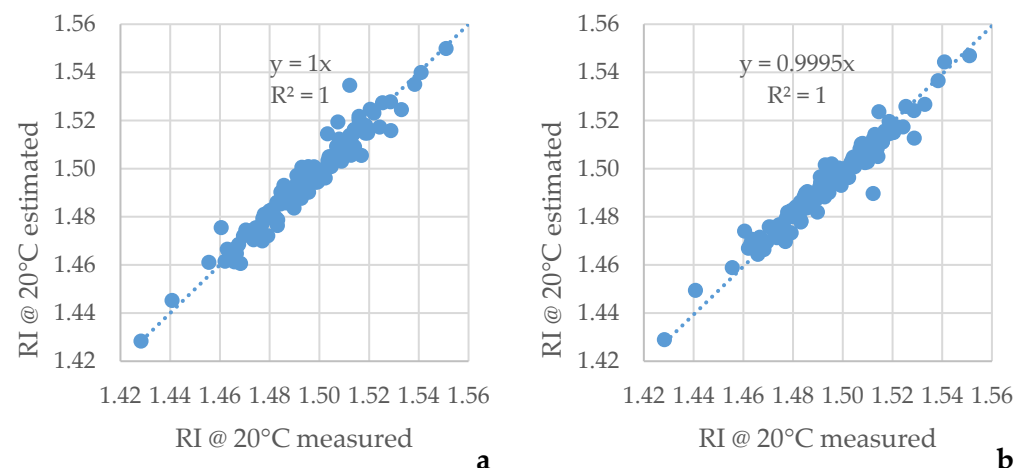 RI @ 20°C estimated
1.56
1.54
1.52
1.50
1.48
1.46
1.44
1.42
y = 1x
R² = 1
1.42 1.44 1.46 1.48 1.50 1.52 1.54 1.56
RI @ 20°C measured
a
RI @ 20°C estimated
1.56
1.54
1.52
1.50
1.48
1.46
1.44
1.42
y = 0.9995x
R² = 1
1.42 1.44 1.46 1.48 1.50 1.52 1.54 1.56
RI @ 20°C measured
b